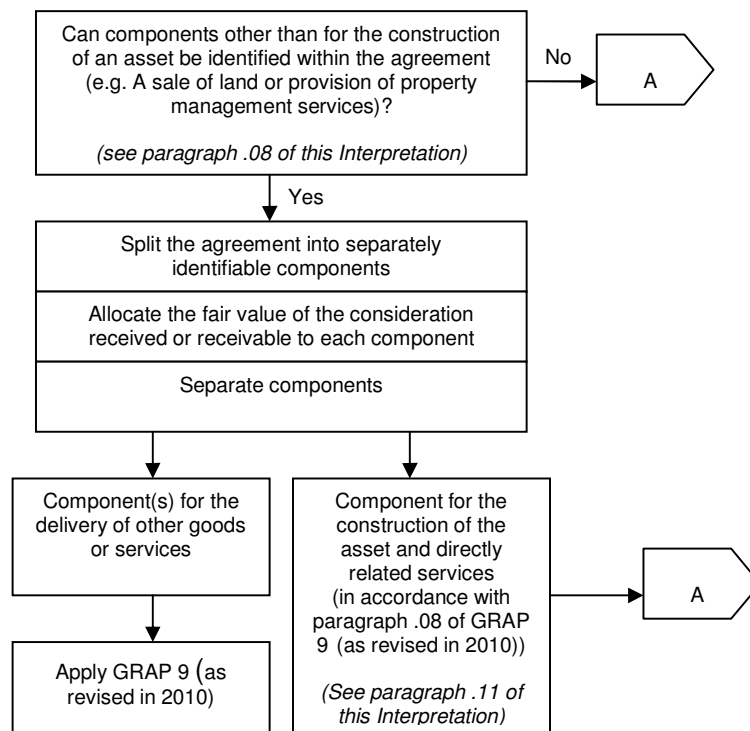 Can components other than for the construction
of an asset be identified within the agreement
(e.g. A sale of land or provision of property
management services)?
(see paragraph .08 of this Interpretation)
No
A
Yes
Split the agreement into separately
identifiable components
Allocate the fair value of the consideration
received or receivable to each component
Separate components
Component(s) for the
delivery of other goods
or services
Component for the
construction of the
asset and directly
related services
(in accordance with
paragraph .08 of GRAP
9 (as revised in 2010))
(See paragraph .11 of
this Interpretation)
A
Apply GRAP 9 (as
revised in 2010)